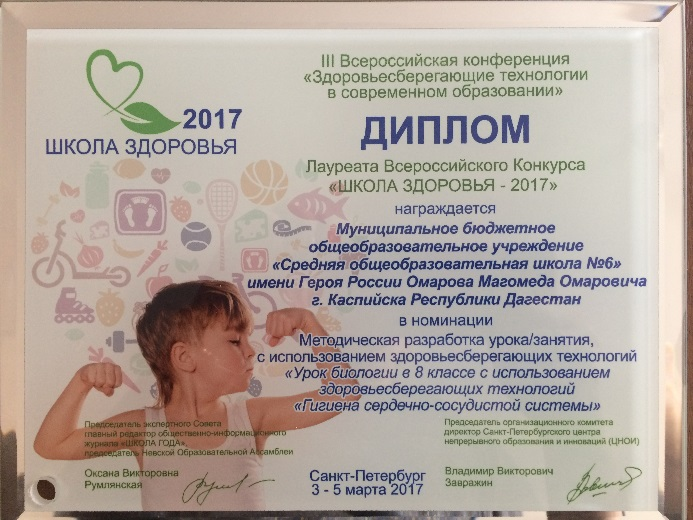 2017
ШКОЛА ЗДОРОВЬЯ
III Всероссийская конференция
«Здоровьесберегающие технологии
в современном образовании»
ДИПЛОМ
Лауреата Всероссийского Конкурса
«ШКОЛА ЗДОРОВЬЯ - 2017»
награждается
Муниципальное бюджетное
общеобразовательное учреждение
«Средняя общеобразовательная школа №6»
имени Героя России Омарова Магомеда Омаровича
г. Каспийска Республики Дагестан
в номинации
Методическая разработка урока/занятия,
с использованием здоровьесберегающих технологий
«Урок биологии в 8 классе с использованием
здоровьесберегающих технологий
«Гигиена сердечно-сосудистой системы»
Председатель экспертного Совета
главный редактор общественно-информационного
журнала «ШКОЛА ГОДА»,
председатель Невской Образовательной Ассамблеи
Оксана Викторовна
Румлянская
Санкт-Петербург
3 - 5 марта 2017
Председатель организационного комитета
директор Санкт-Петербургского центра
непрерывного образования и инноваций (ЦНОИ)
Владимир Викторович
Завражин